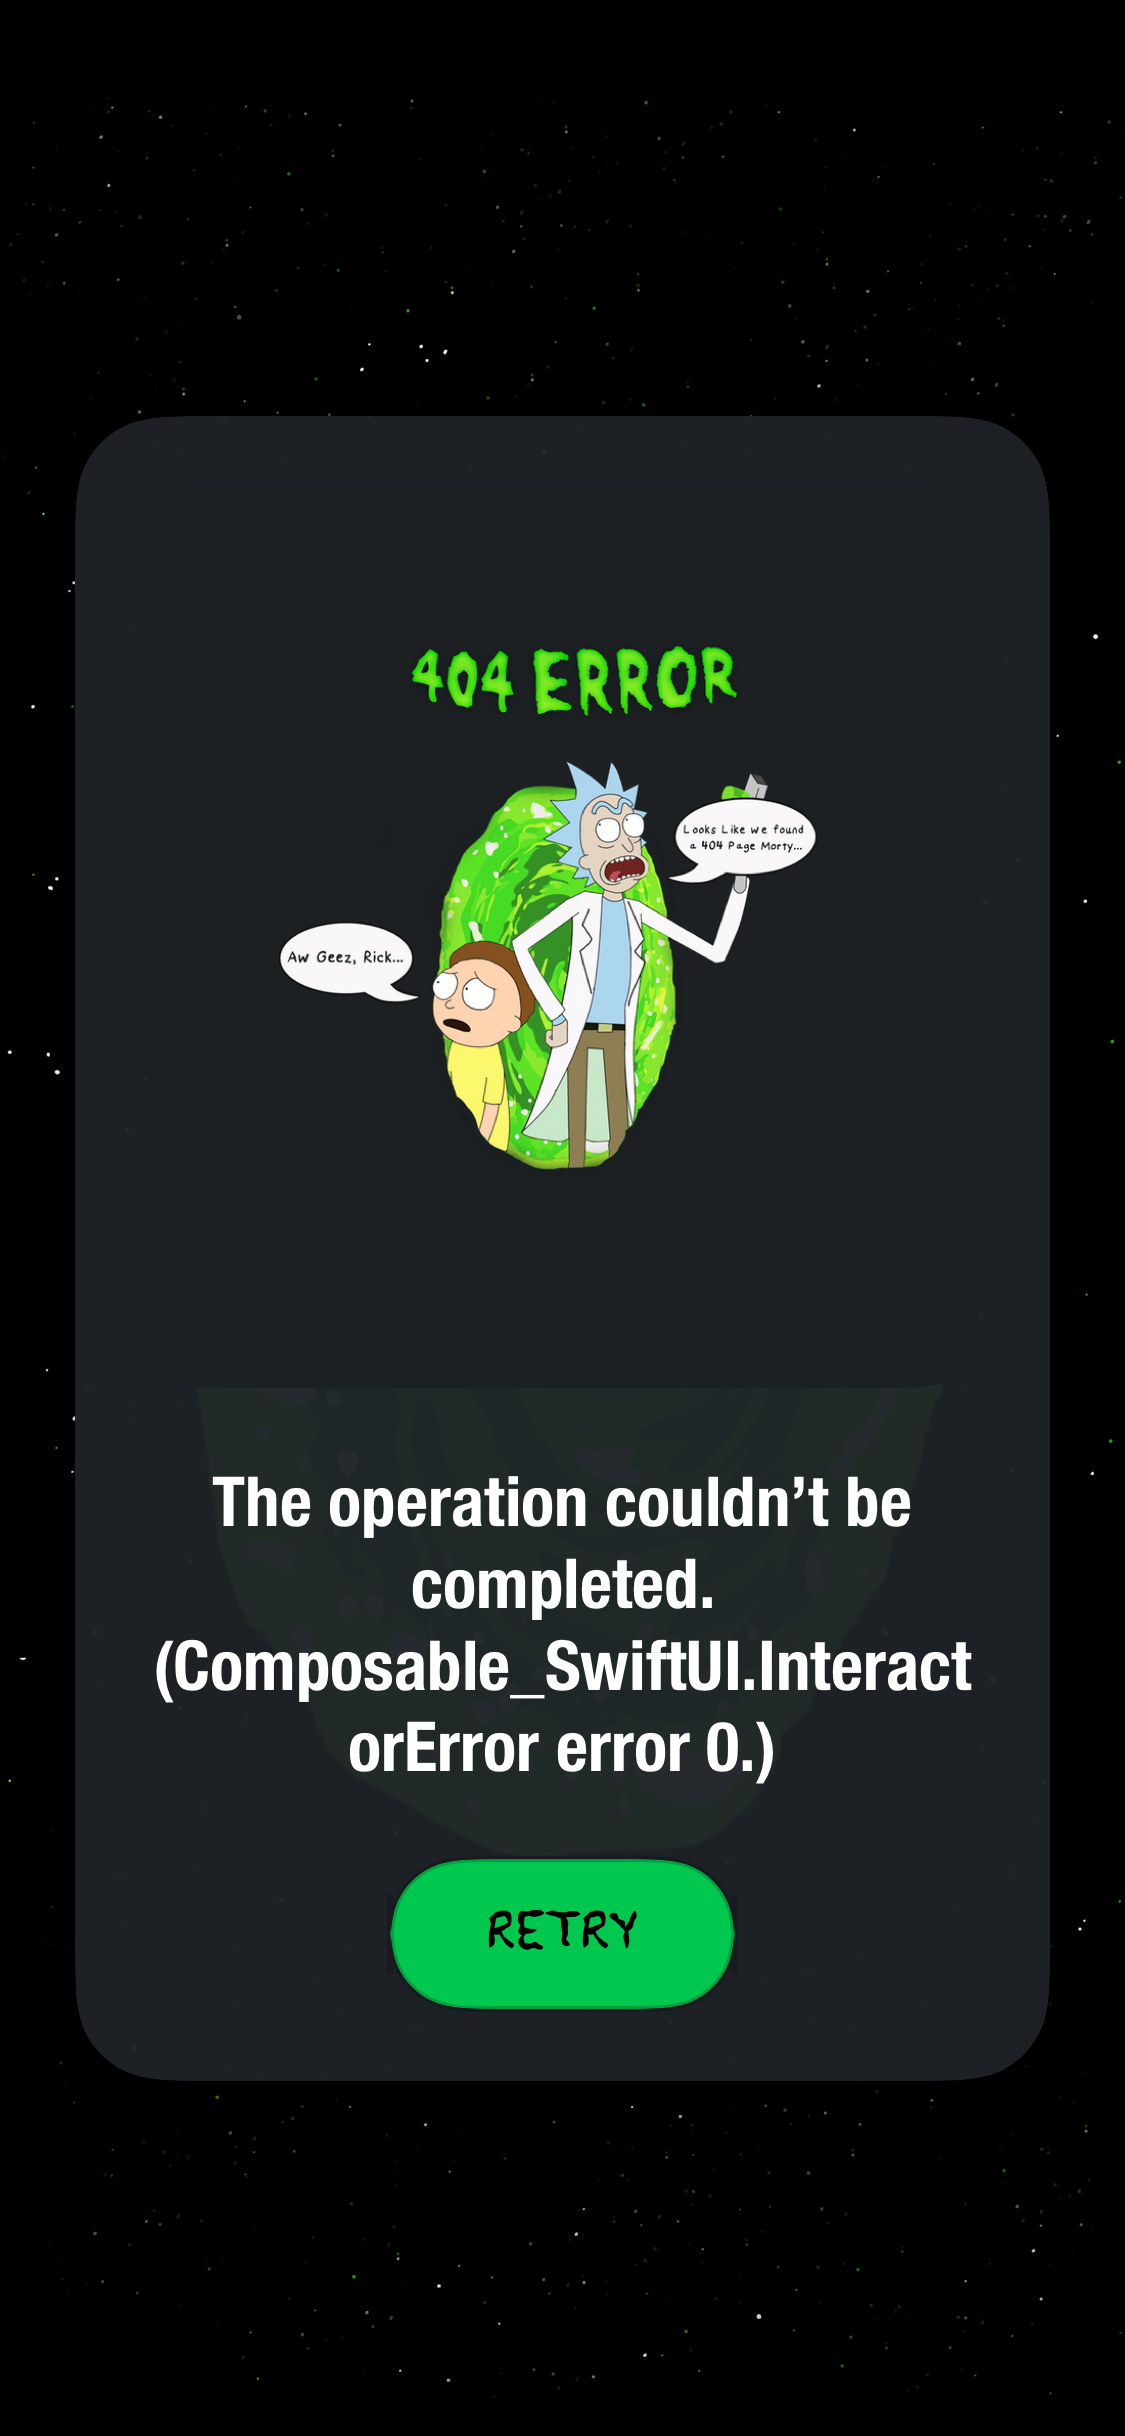 404 ERROR
Looks Like we found
a 404 Page Morty...
Aw Geez, Rick...
The operation couldn’t be
completed.
(Composable_SwiftUI.Interact
orError error 0.)
RETRY